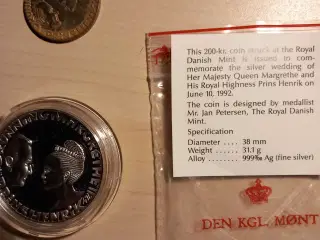 This 200-kr. coin struck at the Royal
Danish Mint is issued to com-
memorate the silver wedding of
Her Majesty Queen Margrethe and
His Royal Highness Prins Henrik on
June 10, 1992.
The coin is designed by medallist
Mr. Jan Petersen, The Royal Danish
Mint.
Specification
Diameter .... 38 mm
Weight ..... 31.1 g
Alloy ..... 999‰ Ag (fine silver)
DEN KGL. MØNT